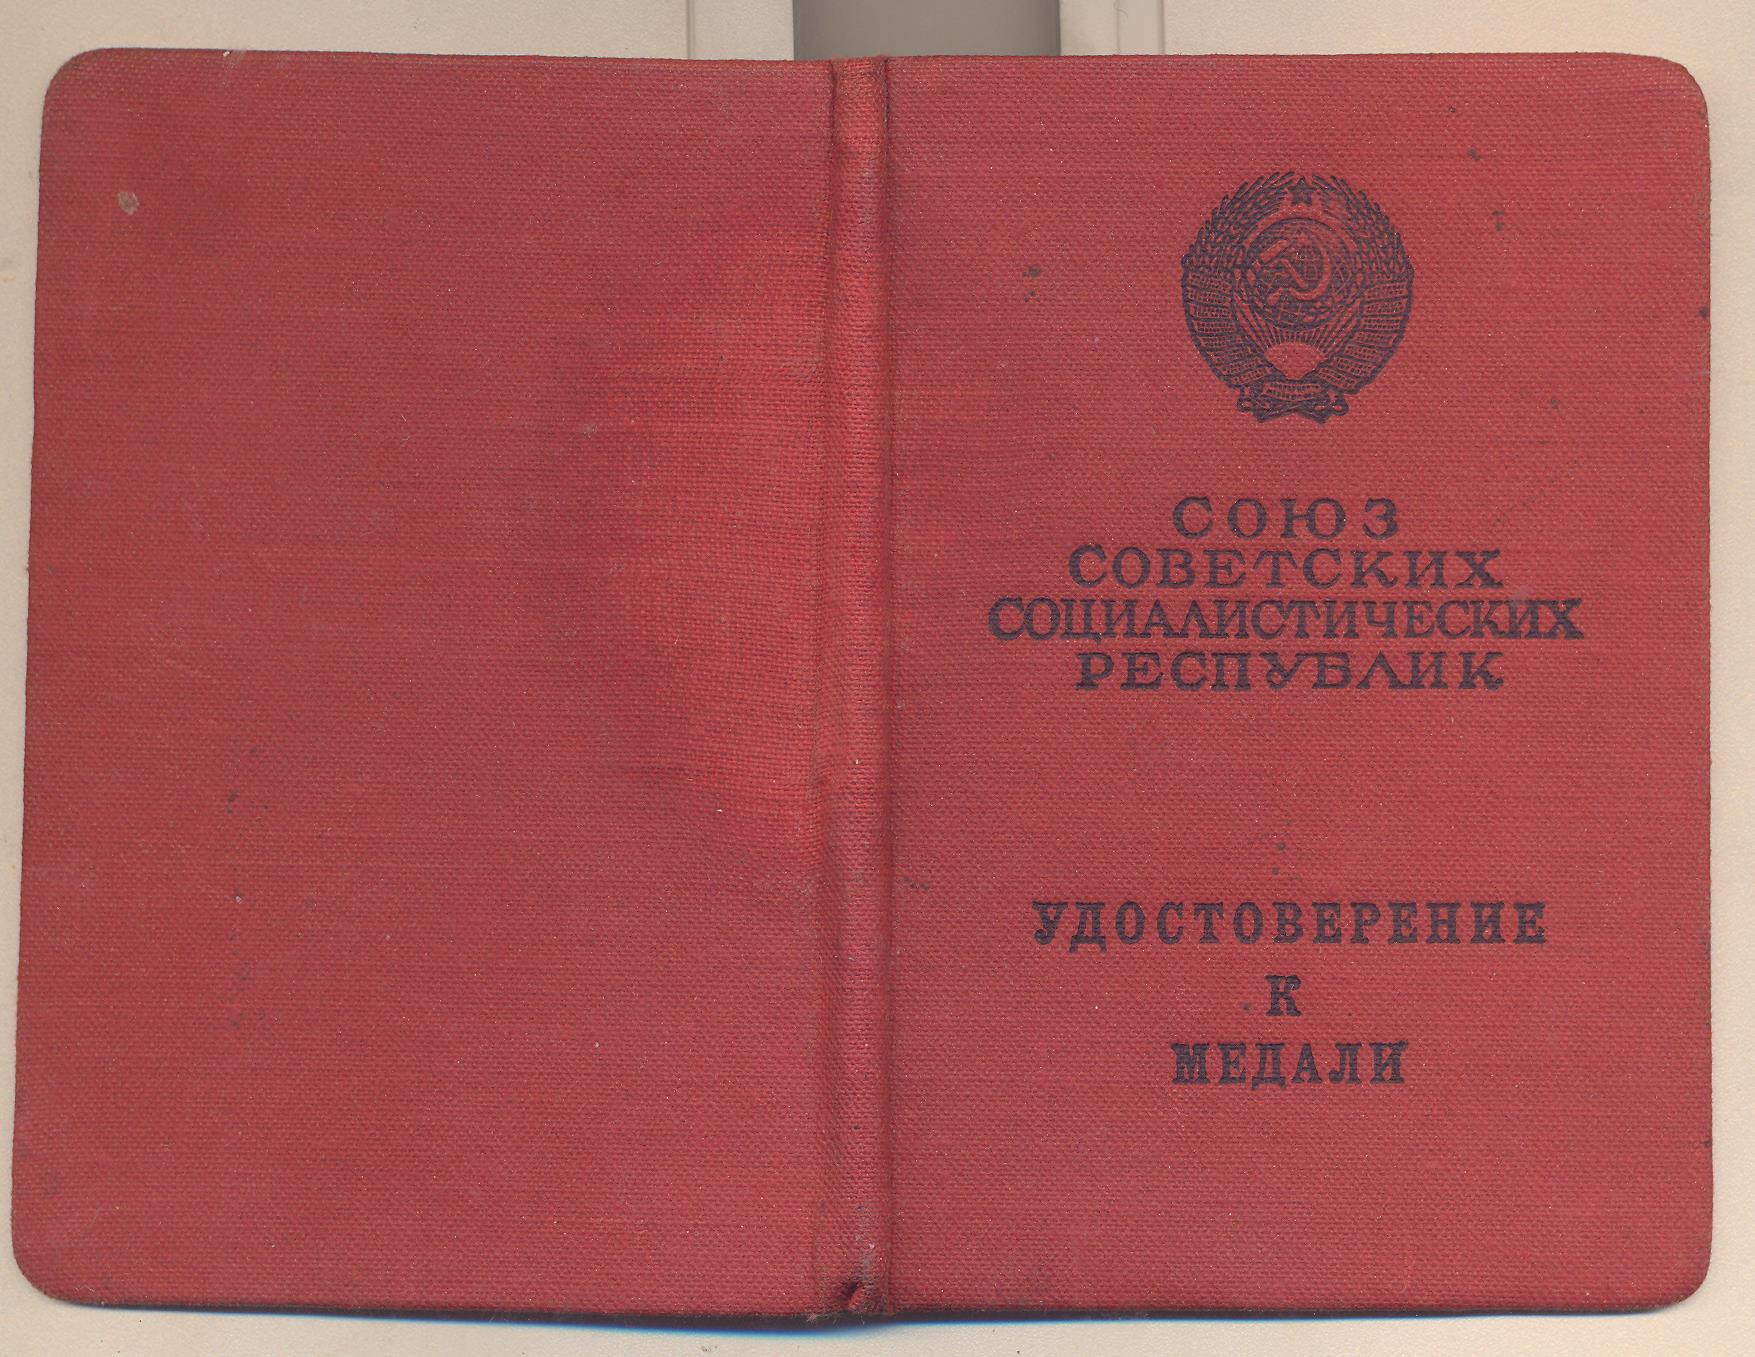 СОЮЗ
СОВЕТСКИХ
СОЦИАЛИСТИЧЕСКИХ
РЕСПУБЛИК
УДОСТОВЕРЕНИЕ
К
МЕДАЛИ